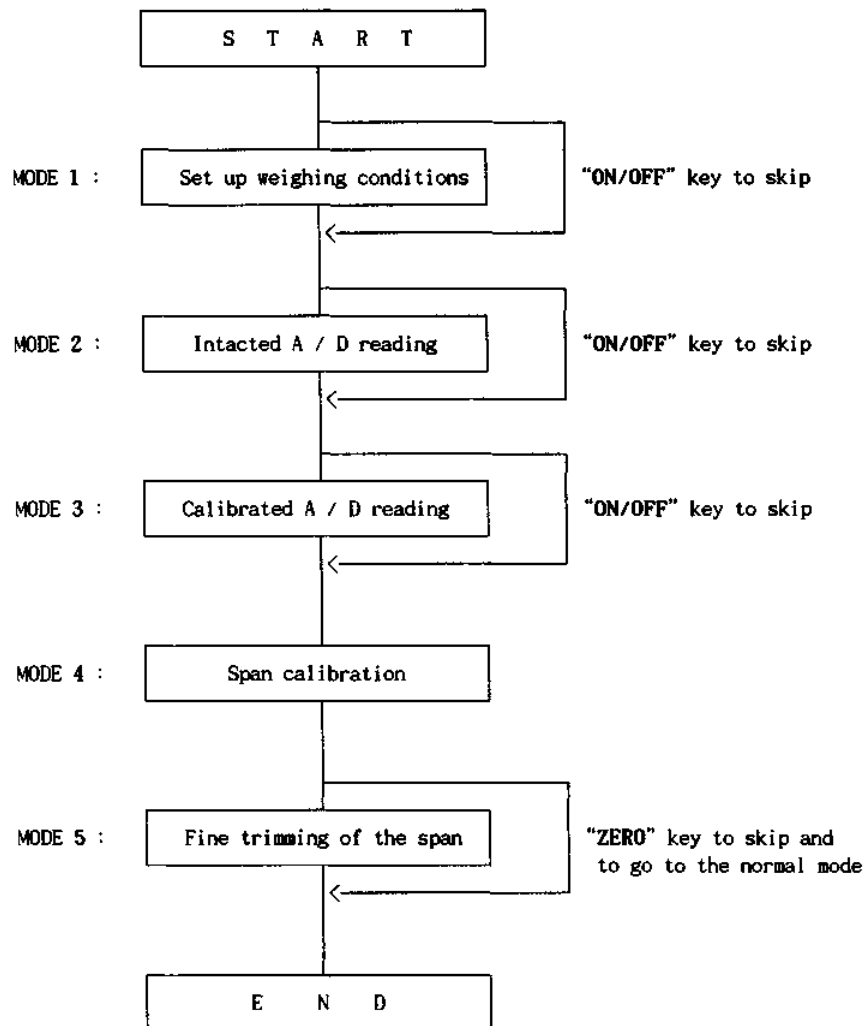 S T A R T
MODE 1 : Set up weighing conditions "ON/OFF" key to skip
MODE 2 : Intacted A / D reading "ON/OFF" key to skip
MODE 3 : Calibrated A / D reading "ON/OFF" key to skip
MODE 4 : Span calibration
MODE 5 : Fine trimming of the span "ZERO" key to skip and
to go to the normal mode
E N D